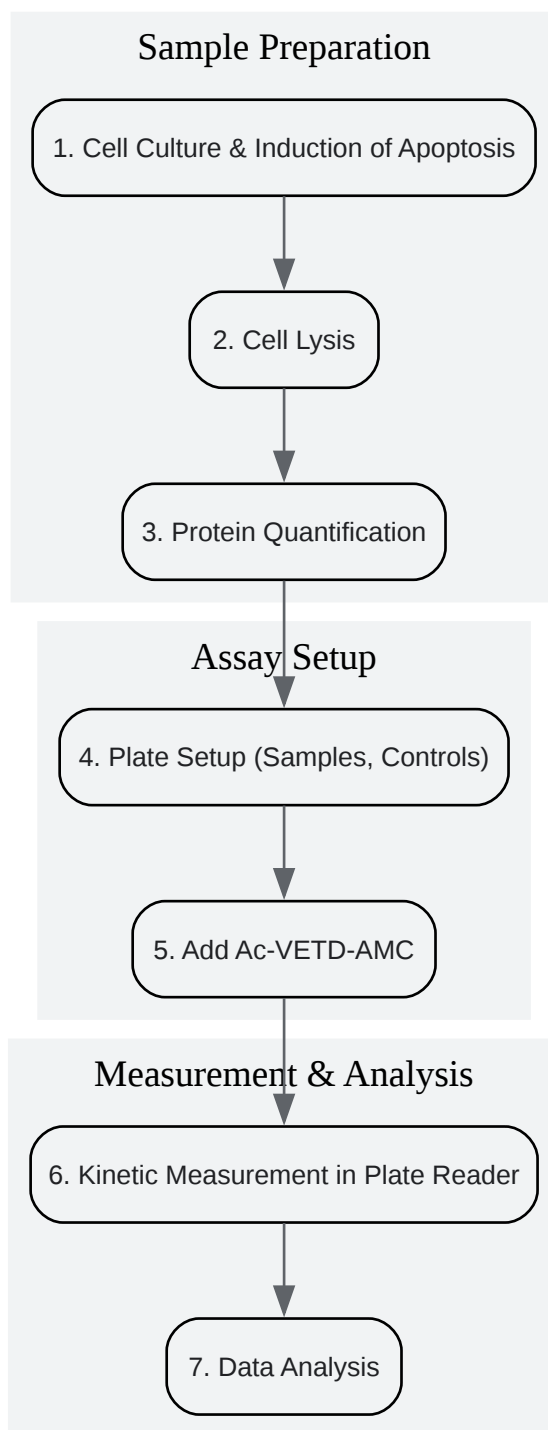 Sample Preparation
1. Cell Culture & Induction of Apoptosis
2. Cell Lysis
3. Protein Quantification
Assay Setup
4. Plate Setup (Samples, Controls)
5. Add Ac-VETD-AMC
Measurement & Analysis
6. Kinetic Measurement in Plate Reader
7. Data Analysis